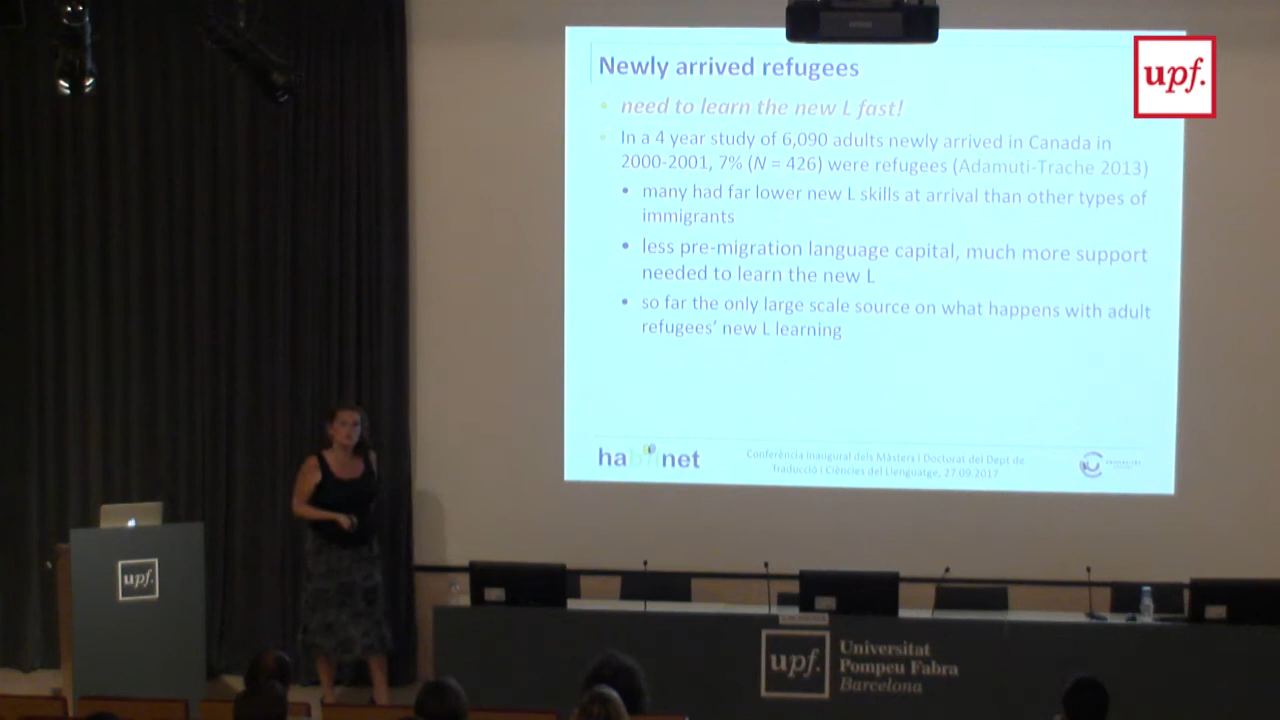 Newly arrived refugees
need to learn the new L fast!
In a 4 year study of 6,090 adults newly arrived in Canada in
2000-2001, 7% (N = 426) were refugees (Adamuti-Trache 2013)
many had far lower new L skills at arrival than other types of
immigrants
less pre-migration language capital, much more support
needed to learn the new L
so far the only large scale source on what happens with adult
refugees' new L learning
habitnet
Conferència inaugural dels Màsters i Doctorat del Dept de
Traducció i Ciències del Llenguatge, 27.09.2017
upf.
upf.
upf.
Universitat
Pompeu Fabra
Barcelona